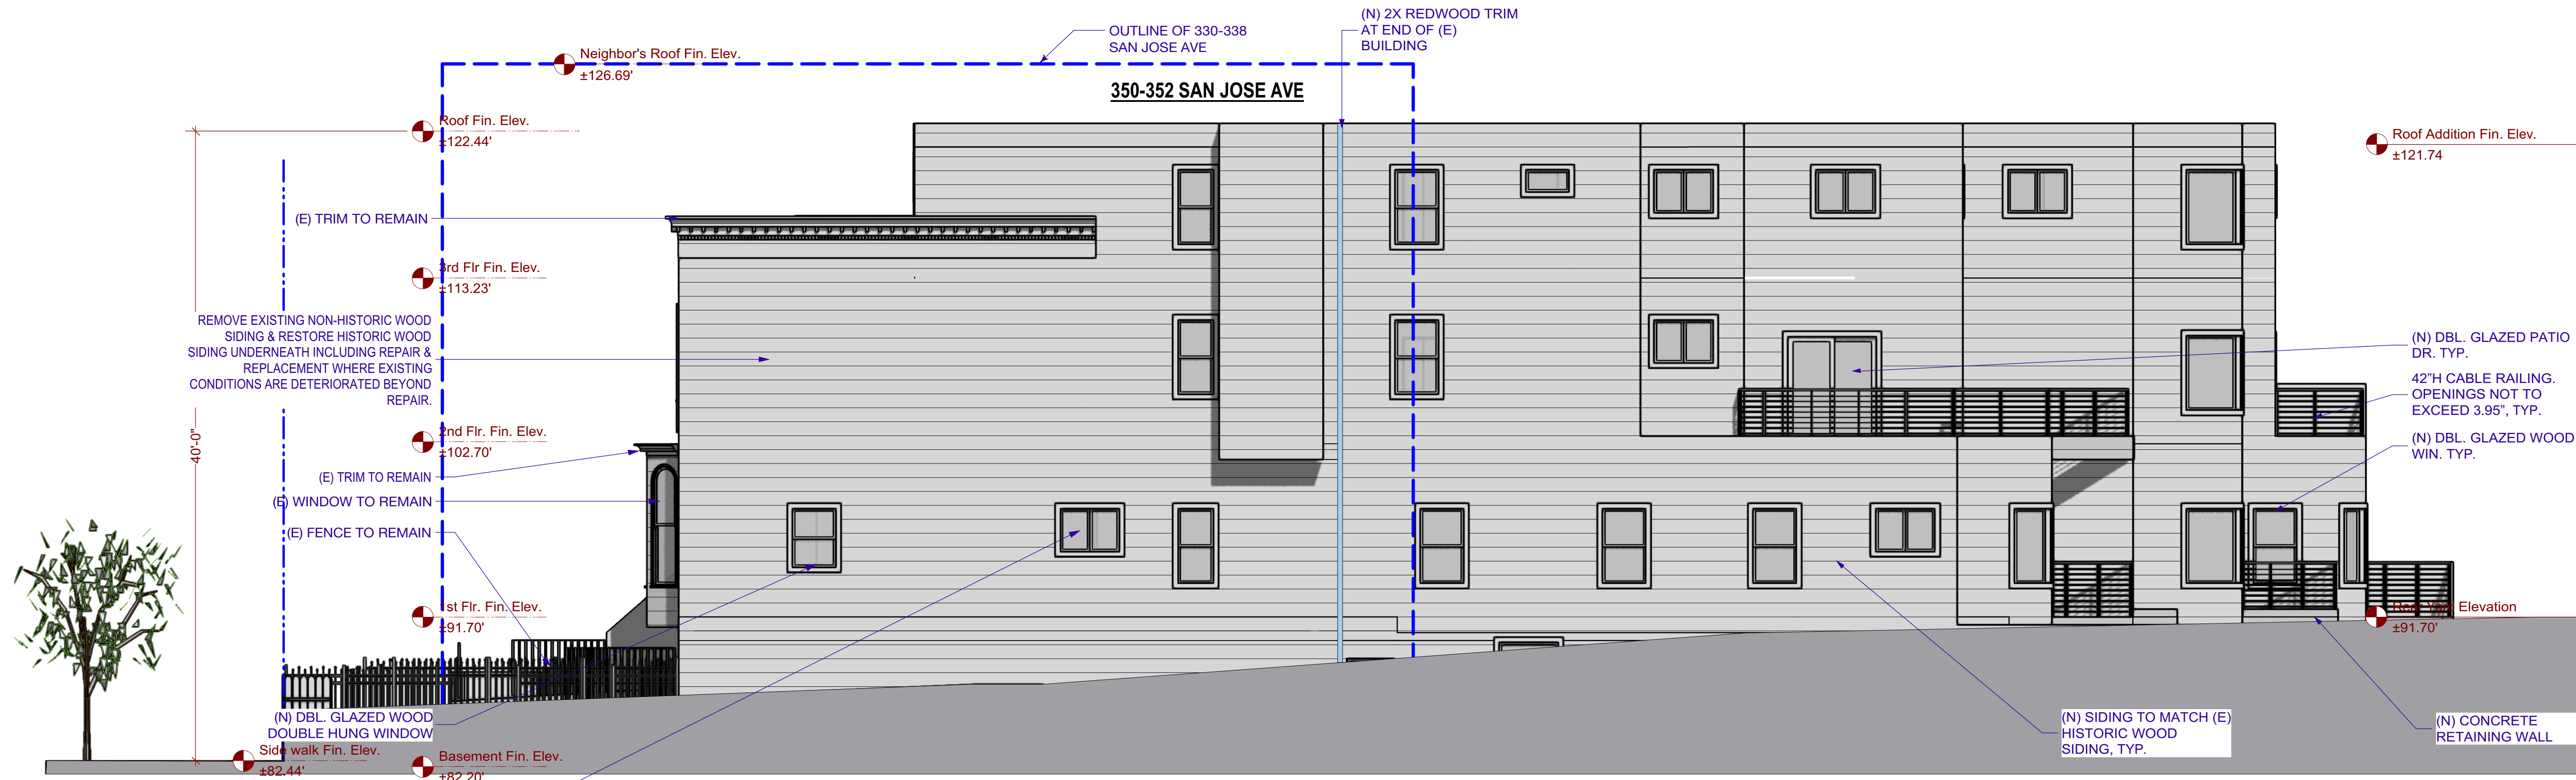 OUTLINE OF 330-338
SAN JOSE AVE
(N) 2X REDWOOD TRIM
AT END OF (E)
BUILDING
Neighbor's Roof Fin. Elev.
±126.69'
350-352 SAN JOSE AVE
Roof Fin. Elev.
±122.44'
Roof Addition Fin. Elev.
±121.74
(E) TRIM TO REMAIN
3rd Flr Fin. Elev.
±113.23'
REMOVE EXISTING NON-HISTORIC WOOD
SIDING & RESTORE HISTORIC WOOD
SIDING UNDERNEATH INCLUDING REPAIR &
REPLACEMENT WHERE EXISTING
CONDITIONS ARE DETERIORATED BEYOND
REPAIR.
40'-0"
2nd Flr. Fin. Elev.
±102.70'
(E) TRIM TO REMAIN
(E) WINDOW TO REMAIN
(E) FENCE TO REMAIN
1st Flr. Fin. Elev.
±91.70'
(N) DBL. GLAZED WOOD
DOUBLE HUNG WINDOW
Side walk Fin. Elev.
±82.44'
Basement Fin. Elev.
±82.20'
(N) DBL. GLAZED PATIO
DR. TYP.
42"H CABLE RAILING.
OPENINGS NOT TO
EXCEED 3.95", TYP.
(N) DBL. GLAZED WOOD
WIN. TYP.
Rear Yard Elevation
±91.70'
(N) SIDING TO MATCH (E)
HISTORIC WOOD
SIDING, TYP.
(N) CONCRETE
RETAINING WALL